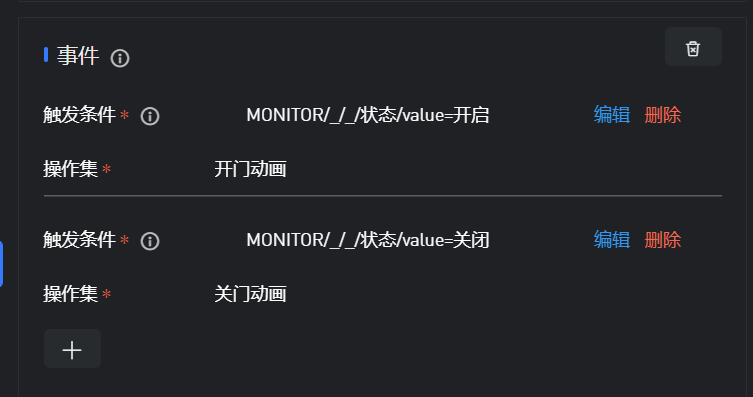 事件
触发条件* MONITOR/_/_/状态/value=开启 编辑 删除
操作集* 开门动画
触发条件* MONITOR/_/_/状态/value=关闭 编辑 删除
操作集* 关门动画